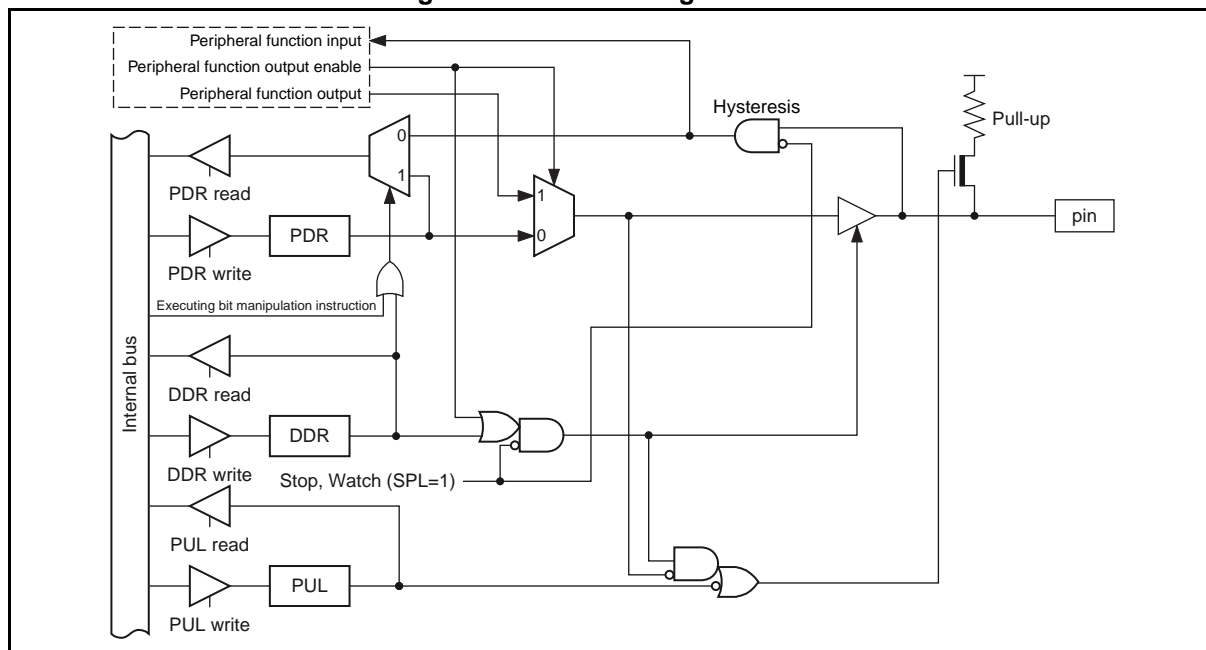 Peripheral function input
Peripheral function output enable
Peripheral function output
Hysteresis
Pull-up
0
1
PDR read
1
0
pin
PDR
PDR write
Executing bit manipulation instruction
Internal bus
DDR read
DDR
DDR write
Stop, Watch (SPL=1)
PUL read
PUL
PUL write